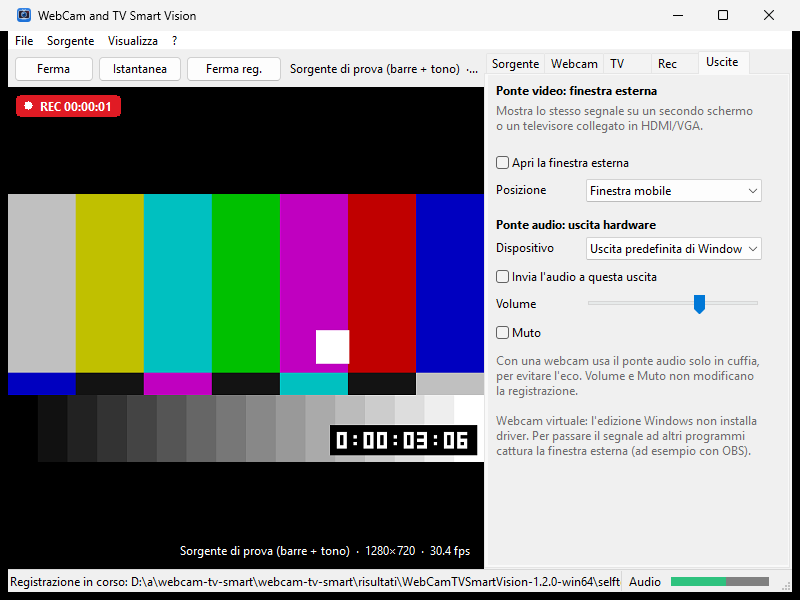 WebCam and TV Smart Vision
File Sorgente Visualizza ?
Ferma Istantanea Ferma reg. Sorgente di prova (barre + tono) ·...
Sorgente Webcam TV Rec Uscite
REC 00:00:01
Ponte video: finestra esterna
Mostra lo stesso segnale su un secondo schermo
o un televisore collegato in HDMI/VGA.
Apri la finestra esterna
Posizione Finestra mobile
Ponte audio: uscita hardware
Dispositivo Uscita predefinita di Window
Invia l'audio a questa uscita
Volume
Muto
Con una webcam usa il ponte audio solo in cuffia,
per evitare l'eco. Volume e Muto non modificano
la registrazione.
Webcam virtuale: l'edizione Windows non installa
driver. Per passare il segnale ad altri programmi
cattura la finestra esterna (ad esempio con OBS).
0:00:03:06
Sorgente di prova (barre + tono) · 1280×720 · 30.4 fps
Registrazione in corso: D:\a\webcam-tv-smart\webcam-tv-smart\risultati\WebCamTVSmartVision-1.2.0-win64\selft
Audio